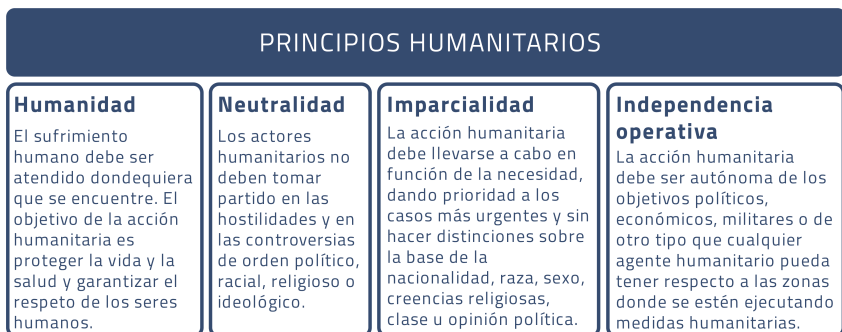 PRINCIPIOS HUMANITARIOS
Humanidad
El sufrimiento
humano debe ser
atendido dondequiera
que se encuentre. El
objetivo de la acción
humanitaria es
proteger la vida y la
salud y garantizar el
respeto de los seres
humanos.
Neutralidad
Los actores
humanitarios no
deben tomar
partido en las
hostilidades y en
las controversias
de orden político,
racial, religioso o
ideológico.
Imparcialidad
La acción humanitaria
debe llevarse a cabo en
función de la necesidad,
dando prioridad a los
casos más urgentes y sin
hacer distinciones sobre
la base de la
nacionalidad, raza, sexo,
creencias religiosas,
clase u opinión política.
Independencia
operativa
La acción humanitaria
debe ser autónoma de los
objetivos políticos,
económicos, militares o de
otro tipo que cualquier
agente humanitario pueda
tener respecto a las zonas
donde se estén ejecutando
medidas humanitarias.